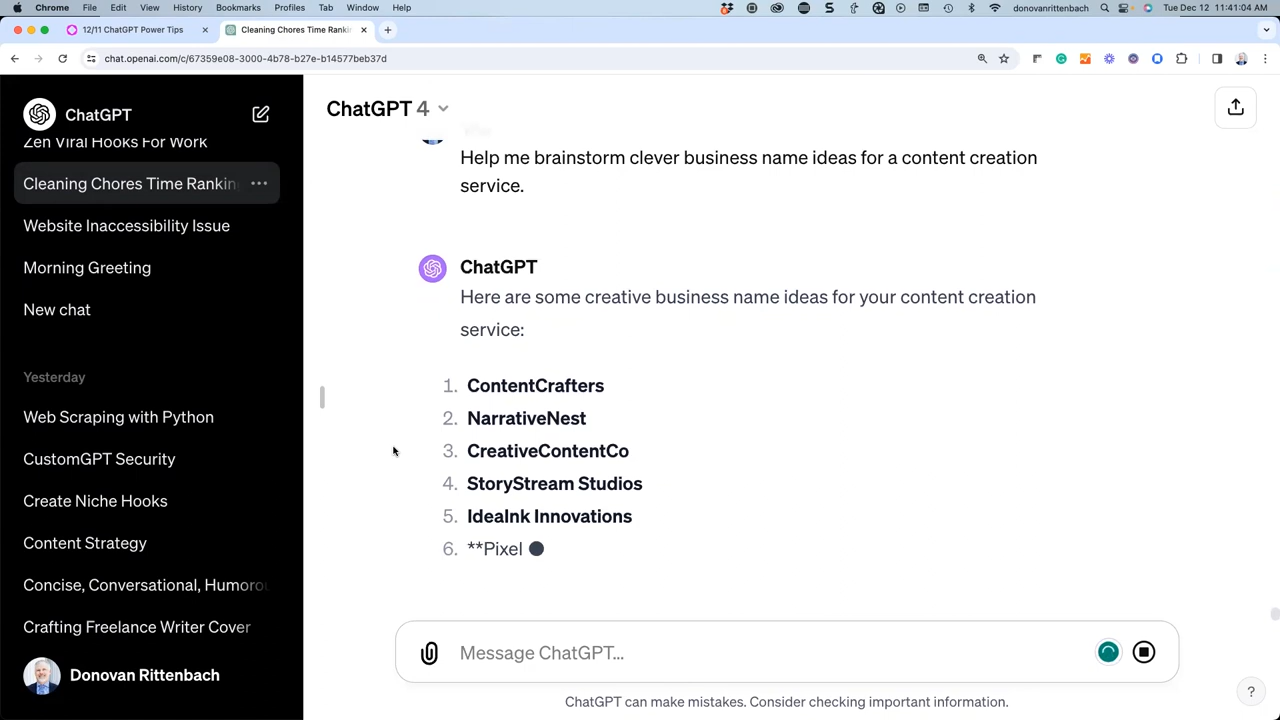 Chrome File Edit View History Bookmarks Profiles Tab Window Help
donovanrittenbach Tue Dec 12 11:41:04 AM
12/11 ChatGPT Power Tips
Cleaning Chores Time Ranki
chat.openai.com/c/67359e08-3000-4b78-b27e-b14577beb37d
ChatGPT
Zen Viral Hooks For Work
Cleaning Chores Time Rankin
Website Inaccessibility Issue
Morning Greeting
New chat
Yesterday
Web Scraping with Python
CustomGPT Security
Create Niche Hooks
Content Strategy
Concise, Conversational, Humoro
Crafting Freelance Writer Cover
Donovan Rittenbach
ChatGPT 4
You
Help me brainstorm clever business name ideas for a content creation
service.
ChatGPT
Here are some creative business name ideas for your content creation
service:
1. ContentCrafters
2. NarrativeNest
3. CreativeContentCo
4. StoryStream Studios
5. IdeaInk Innovations
6. **Pixel
Message ChatGPT...
ChatGPT can make mistakes. Consider checking important information.
?